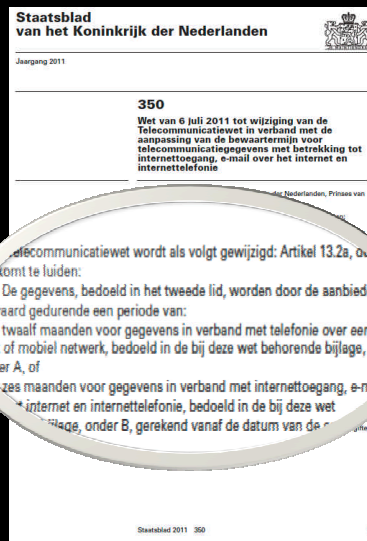 Staatsblad
van het Koninkrijk der Nederlanden
Jaargang 2011
350
Wet van 6 juli 2011 tot wijziging van de
Telecommunicatiewet in verband met de
aanpassing van de bewaartermijn voor
telecommunicatiegegevens met betrekking tot
internettoegang, e-mail over het internet en
internettelefonie
der Nederlanden, Prinses van
elecommunicatiewet wordt als volgt gewijzigd: Artikel 13.2a,
komt te luiden:
De gegevens, bedoeld in het tweede lid, worden door de aanbied
aard gedurende een periode van:
twaalf maanden voor gegevens in verband met telefonie over een
of mobiel netwerk, bedoeld in de bij deze wet behorende bijlage,
er A, of
zes maanden voor gegevens in verband met internettoegang,
internet en internettelefonie, bedoeld in de bij deze wet
onder B, gerekend vanaf de datum van de
Staatsblad 2011 350